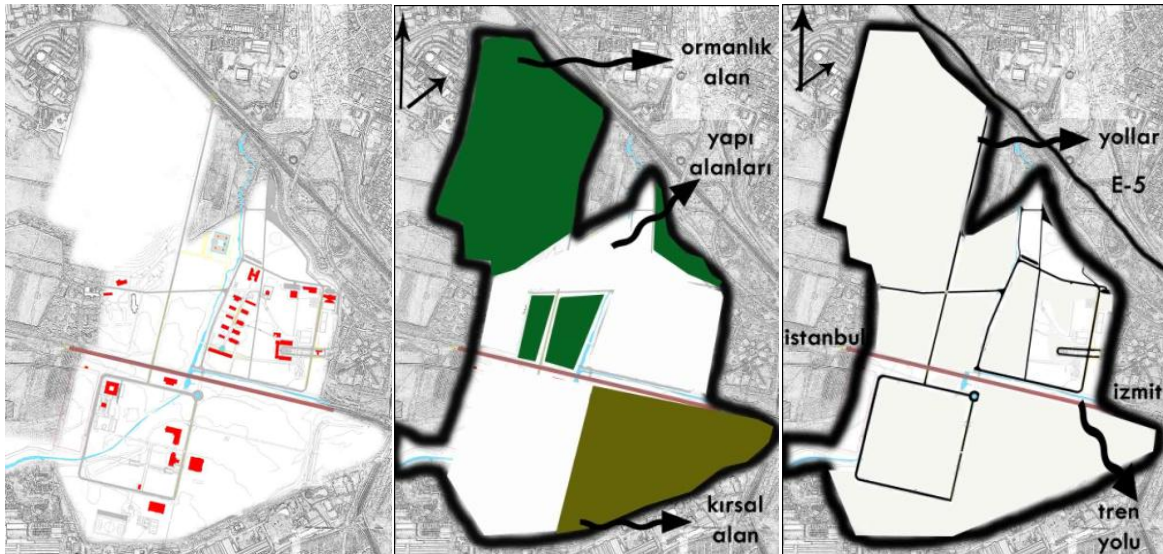 ormanlık
alan
yapı
alanları
kırsal
alan
yollar
E-5
istanbul
izmit
tren
yolu